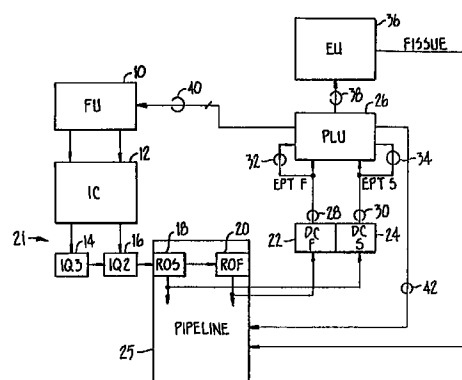 36
EU
FISSUE
10
FU
40
38
26
PLU
12
IC
32
34
EPT F
EPT S
21
14
16
18
20
28
30
22
DC F
DC S
24
IQ3
IQ2
ROS
ROF
42
PIPELINE
25